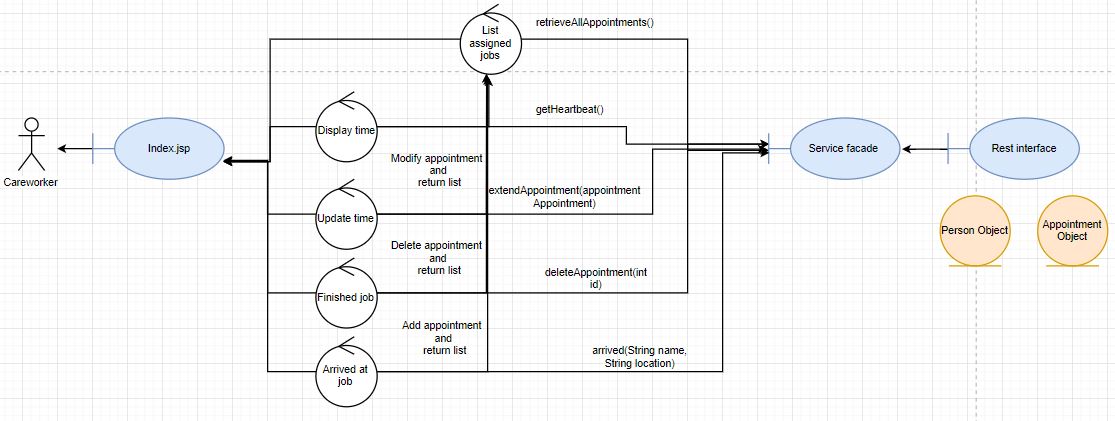 List
assigned
jobs
retrieveAllAppointments()
Display time
getHeartbeat()
Careworker
Index.jsp
Service facade
Rest interface
Modify appointment
and
return list
Update time
extendAppointment(appointment
Appointment)
Person Object
Appointment
Object
Delete appointment
and
return list
Finished job
deleteAppointment(int
id)
Add appointment
and
return list
Arrived at
job
arrived(String name,
String location)